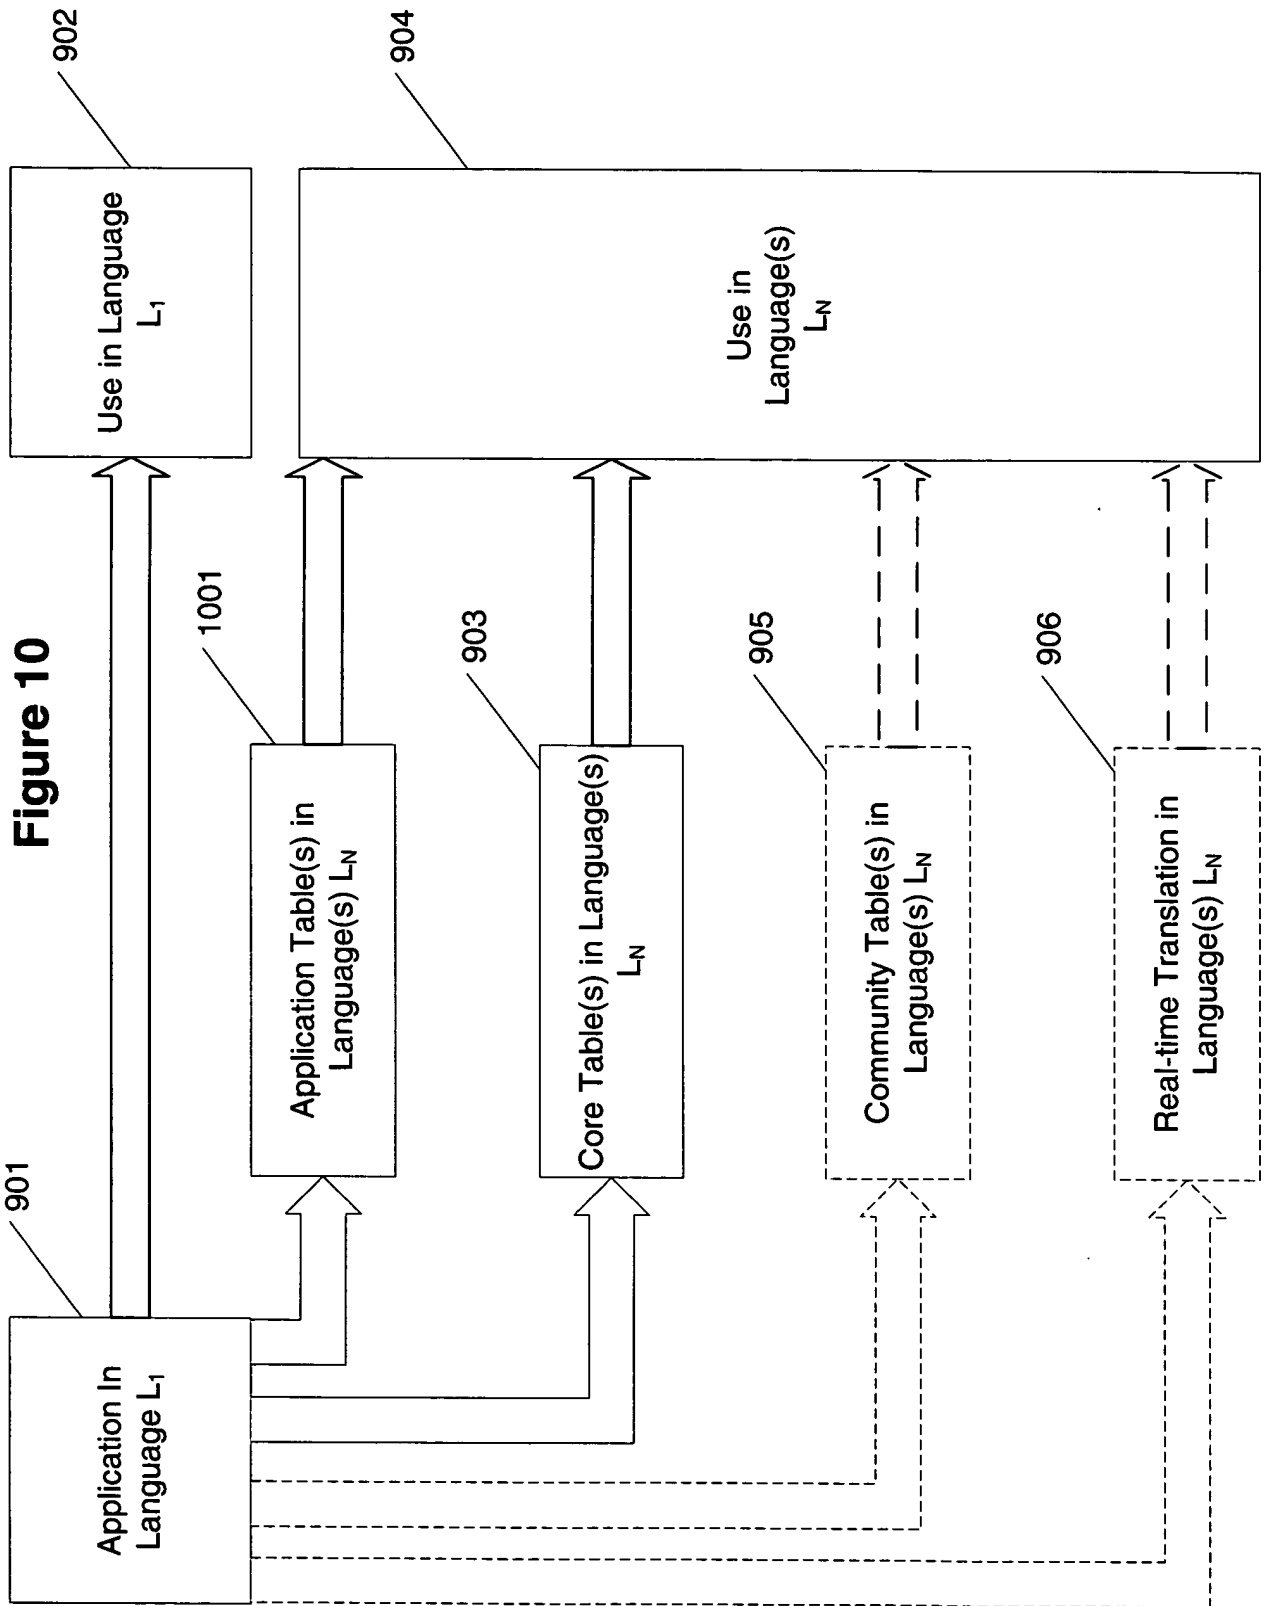 Figure 10
901
Application In
Language L1
902
Use in Language
L1
1001
Application Table(s) in
Language(s) LN
903
Core Table(s) in Language(s)
LN
904
Use in
Language(s)
LN
905
Community Table(s) in
Language(s) LN
906
Real-time Translation in
Language(s) LN